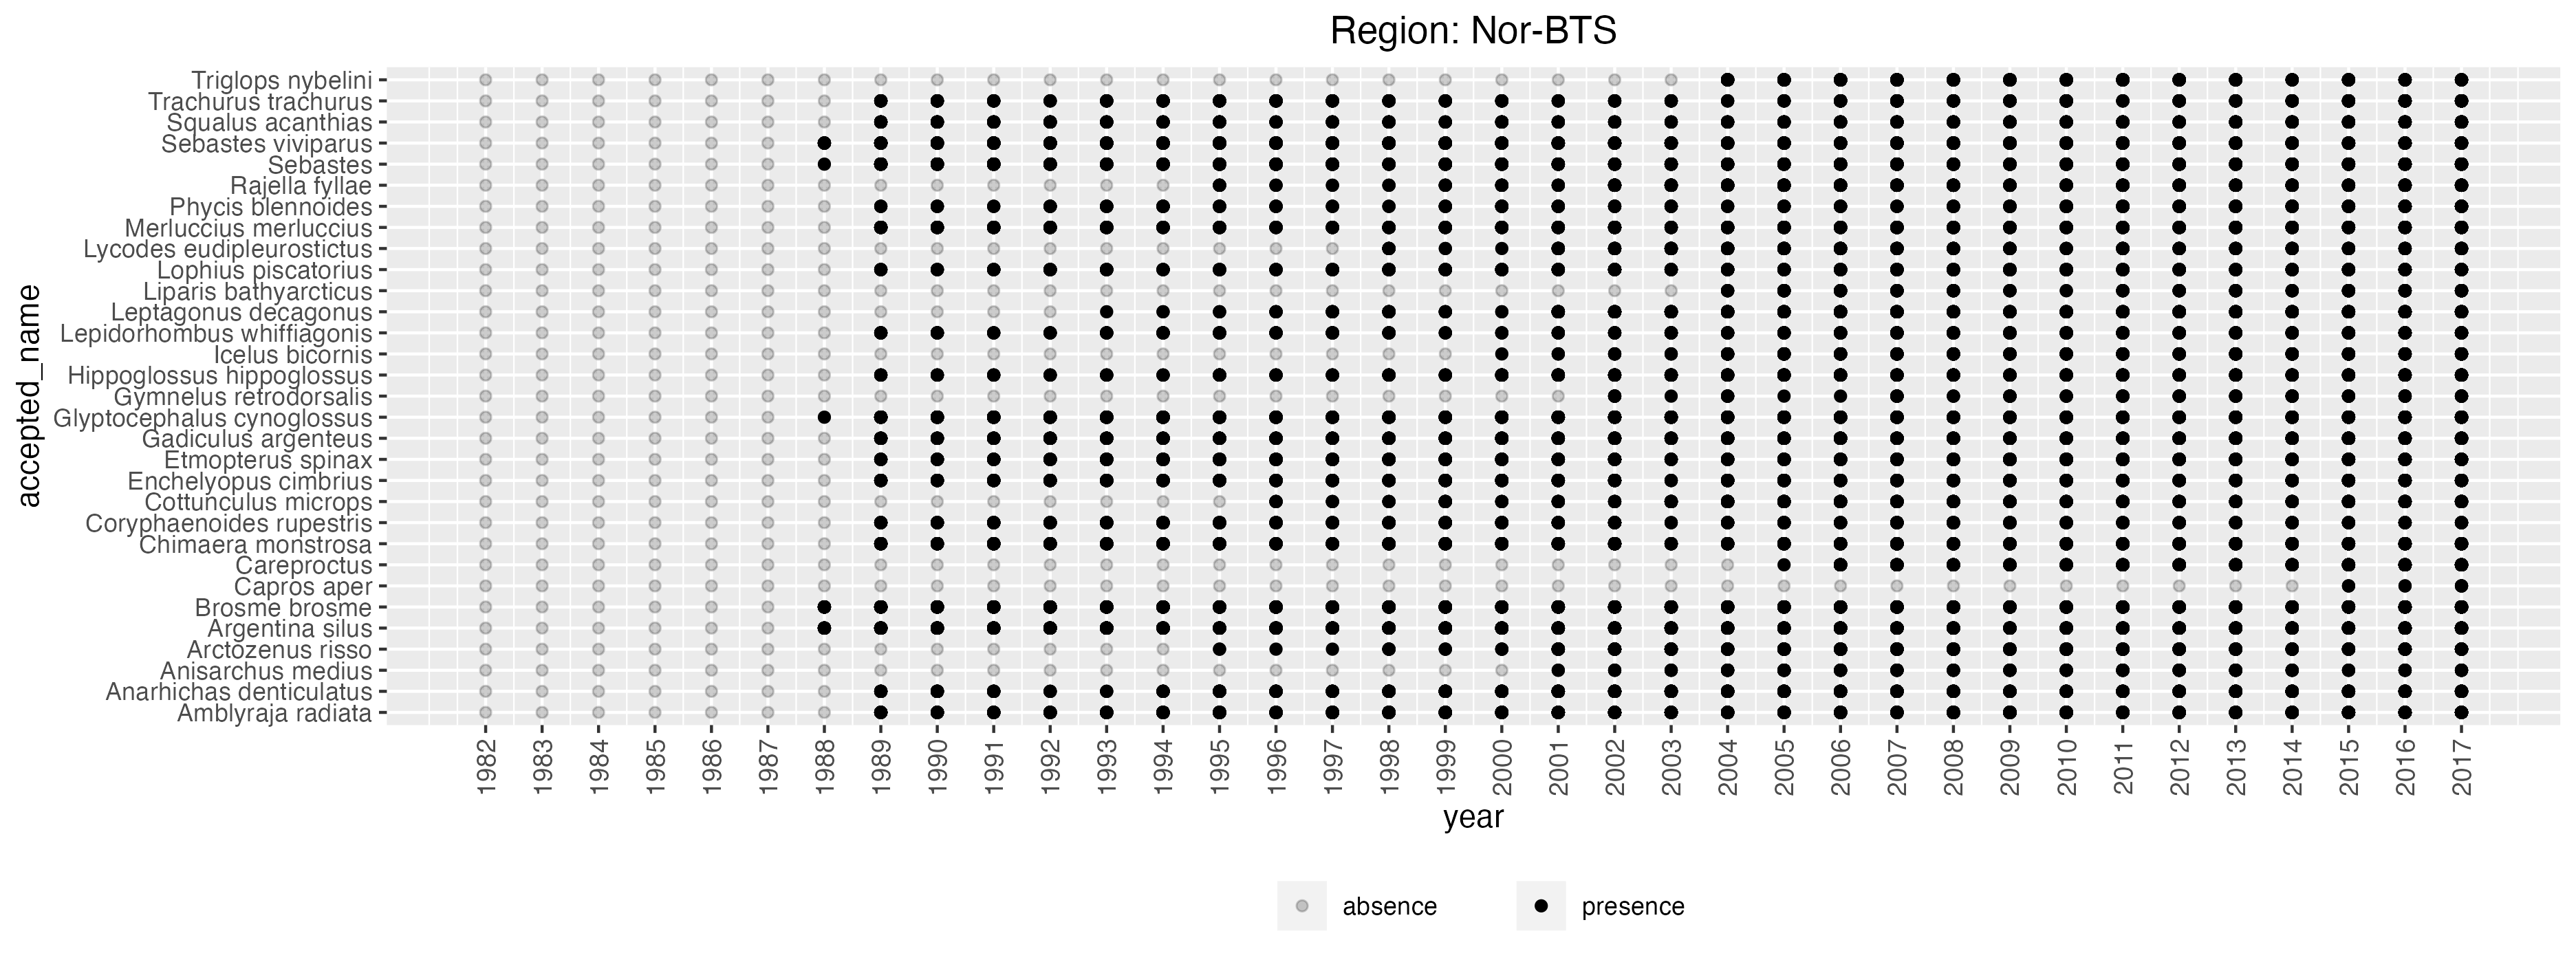 Region: Nor-BTS
accepted_name
Triglops nybelini
Trachurus trachurus
Squalus acanthias
Sebastes viviparus
Sebastes
Rajella fyllae
Phycis blennoides
Merluccius merluccius
Lycodes eudipleurostictus
Lophius piscatorius
Liparis bathyarcticus
Leptagonus decagonus
Lepidorhombus whiffiagonis
Icelus bicornis
Hippoglossus hippoglossus
Gymnelus retrodorsalis
Glyptocephalus cynoglossus
Gadiculus argenteus
Etmopterus spinax
Enchelyopus cimbrius
Cottunculus microps
Coryphaenoides rupestris
Chimaera monstrosa
Careproctus
Capros aper
Brosme brosme
Argentina silus
Arctozenus risso
Anisarchus medius
Anarhichas denticulatus
Amblyraja radiata
1982 1983 1984 1985 1986 1987 1988 1989 1990 1991 1992 1993 1994 1995 1996 1997 1998 1999 2000 2001 2002 2003 2004 2005 2006 2007 2008 2009 2010 2011 2012 2013 2014 2015 2016 2017
year
absence presence